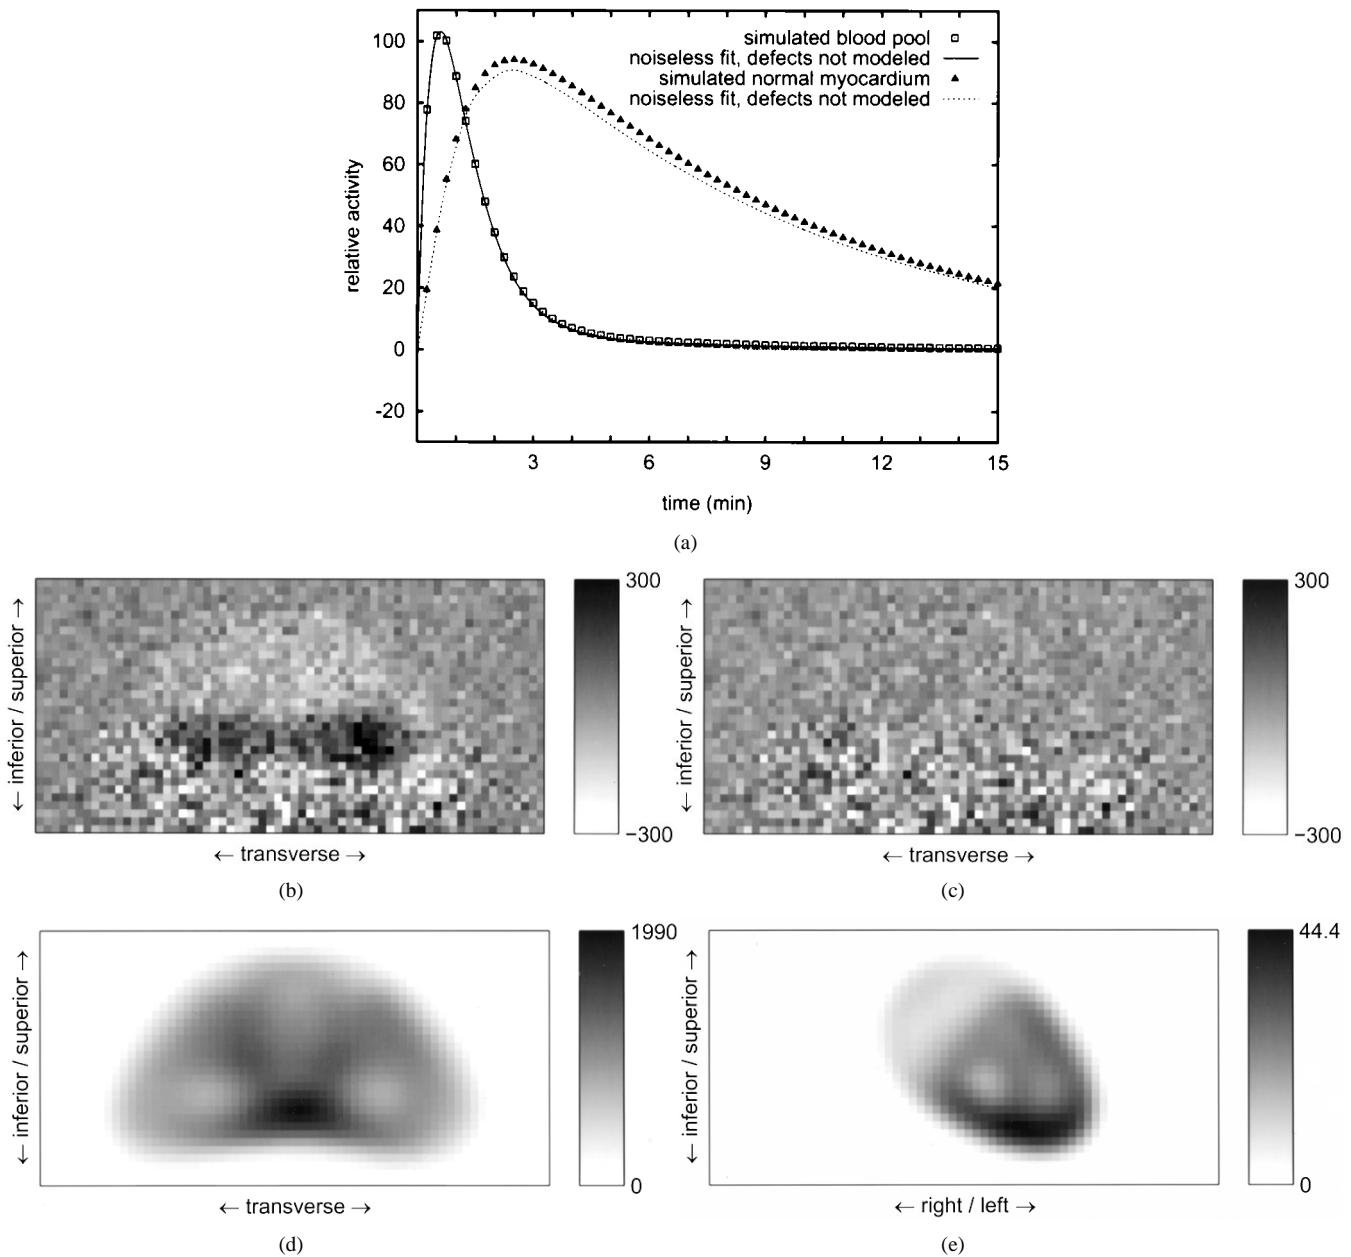 simulated blood pool
noiseless fit, defects not modeled
simulated normal myocardium
noiseless fit, defects not modeled
100
80
60
40
20
0
-20
relative activity
3 6 9 12 15
time (min)
(a)
← inferior / superior →
300
−300
← transverse →
(b)
← inferior / superior →
300
−300
← transverse →
(c)
← inferior / superior →
1990
0
← transverse →
(d)
← inferior / superior →
44.4
0
← right / left →
(e)